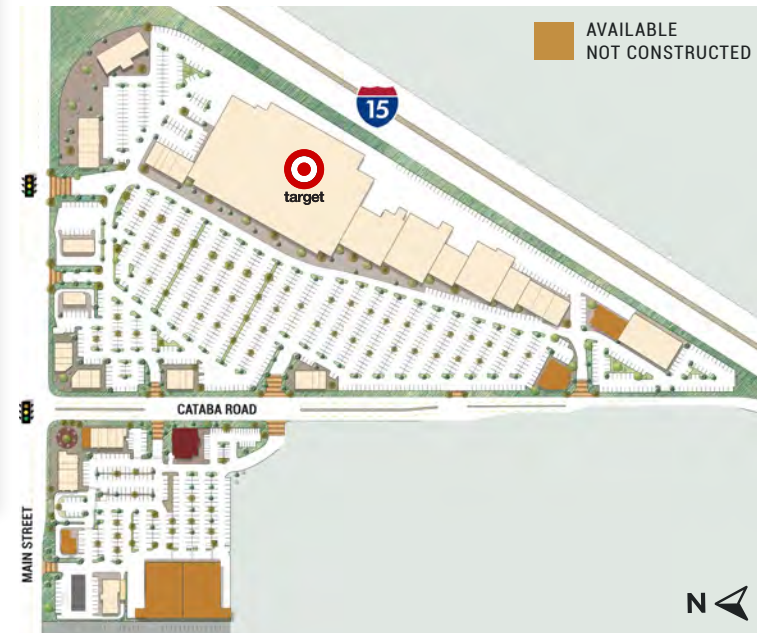 AVAILABLE
NOT CONSTRUCTED
15
target
CATABA ROAD
MAIN STREET
N